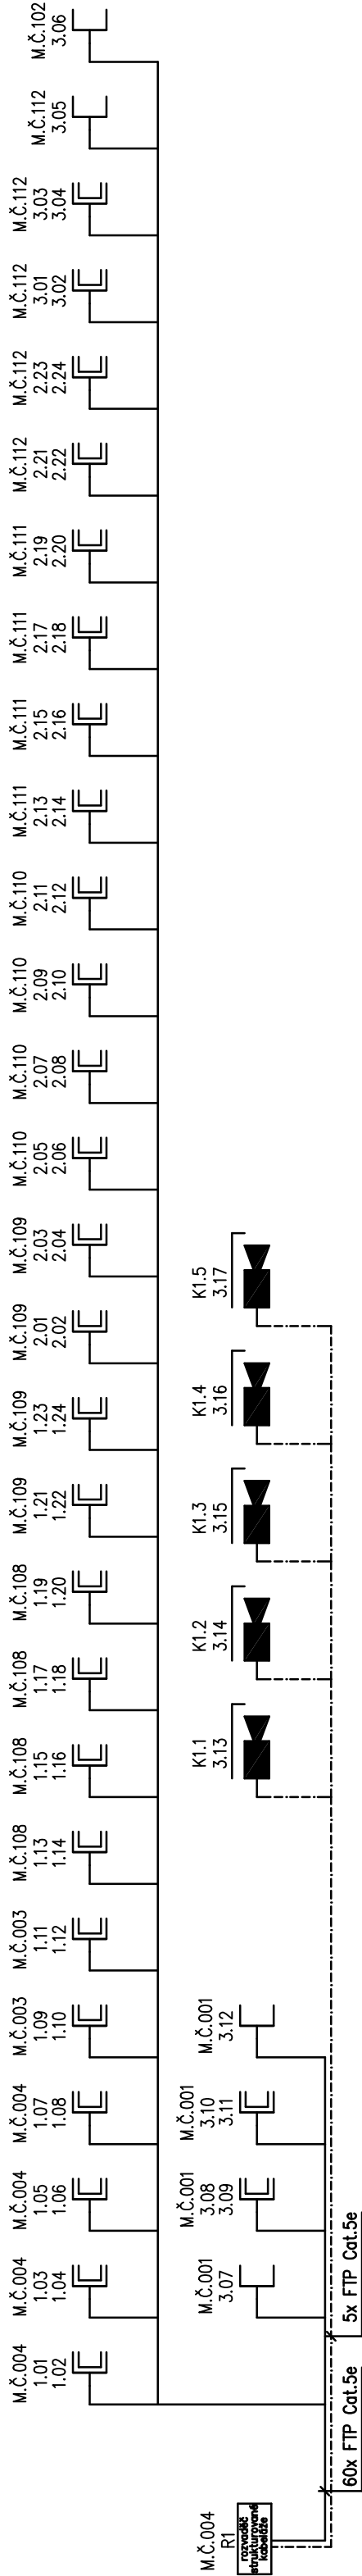 M.Č.004
1.01
1.02
M.Č.004
1.03
1.04
M.Č.004
1.05
1.06
M.Č.004
1.07
1.08
M.Č.003
1.09
1.10
M.Č.003
1.11
1.12
M.Č.108
1.13
1.14
M.Č.108
1.15
1.16
M.Č.108
1.17
1.18
M.Č.108
1.19
1.20
M.Č.109
1.21
1.22
M.Č.109
1.23
1.24
M.Č.109
2.01
2.02
M.Č.109
2.03
2.04
M.Č.110
2.05
2.06
M.Č.110
2.07
2.08
M.Č.110
2.09
2.10
M.Č.110
2.11
2.12
M.Č.111
2.13
2.14
M.Č.111
2.15
2.16
M.Č.111
2.17
2.18
M.Č.111
2.19
2.20
M.Č.112
2.21
2.22
M.Č.112
2.23
2.24
M.Č.112
3.01
3.02
M.Č.112
3.03
3.04
M.Č.112
3.05
M.Č.102
3.06
M.Č.004
R1
rozvaděč
strukturované
kabeláže
M.Č.001
3.07
M.Č.001
3.08
3.09
M.Č.001
3.10
3.11
M.Č.001
3.12
K1.1
3.13
K1.2
3.14
K1.3
3.15
K1.4
3.16
K1.5
3.17
60x FTP Cat.5e
5x FTP Cat.5e